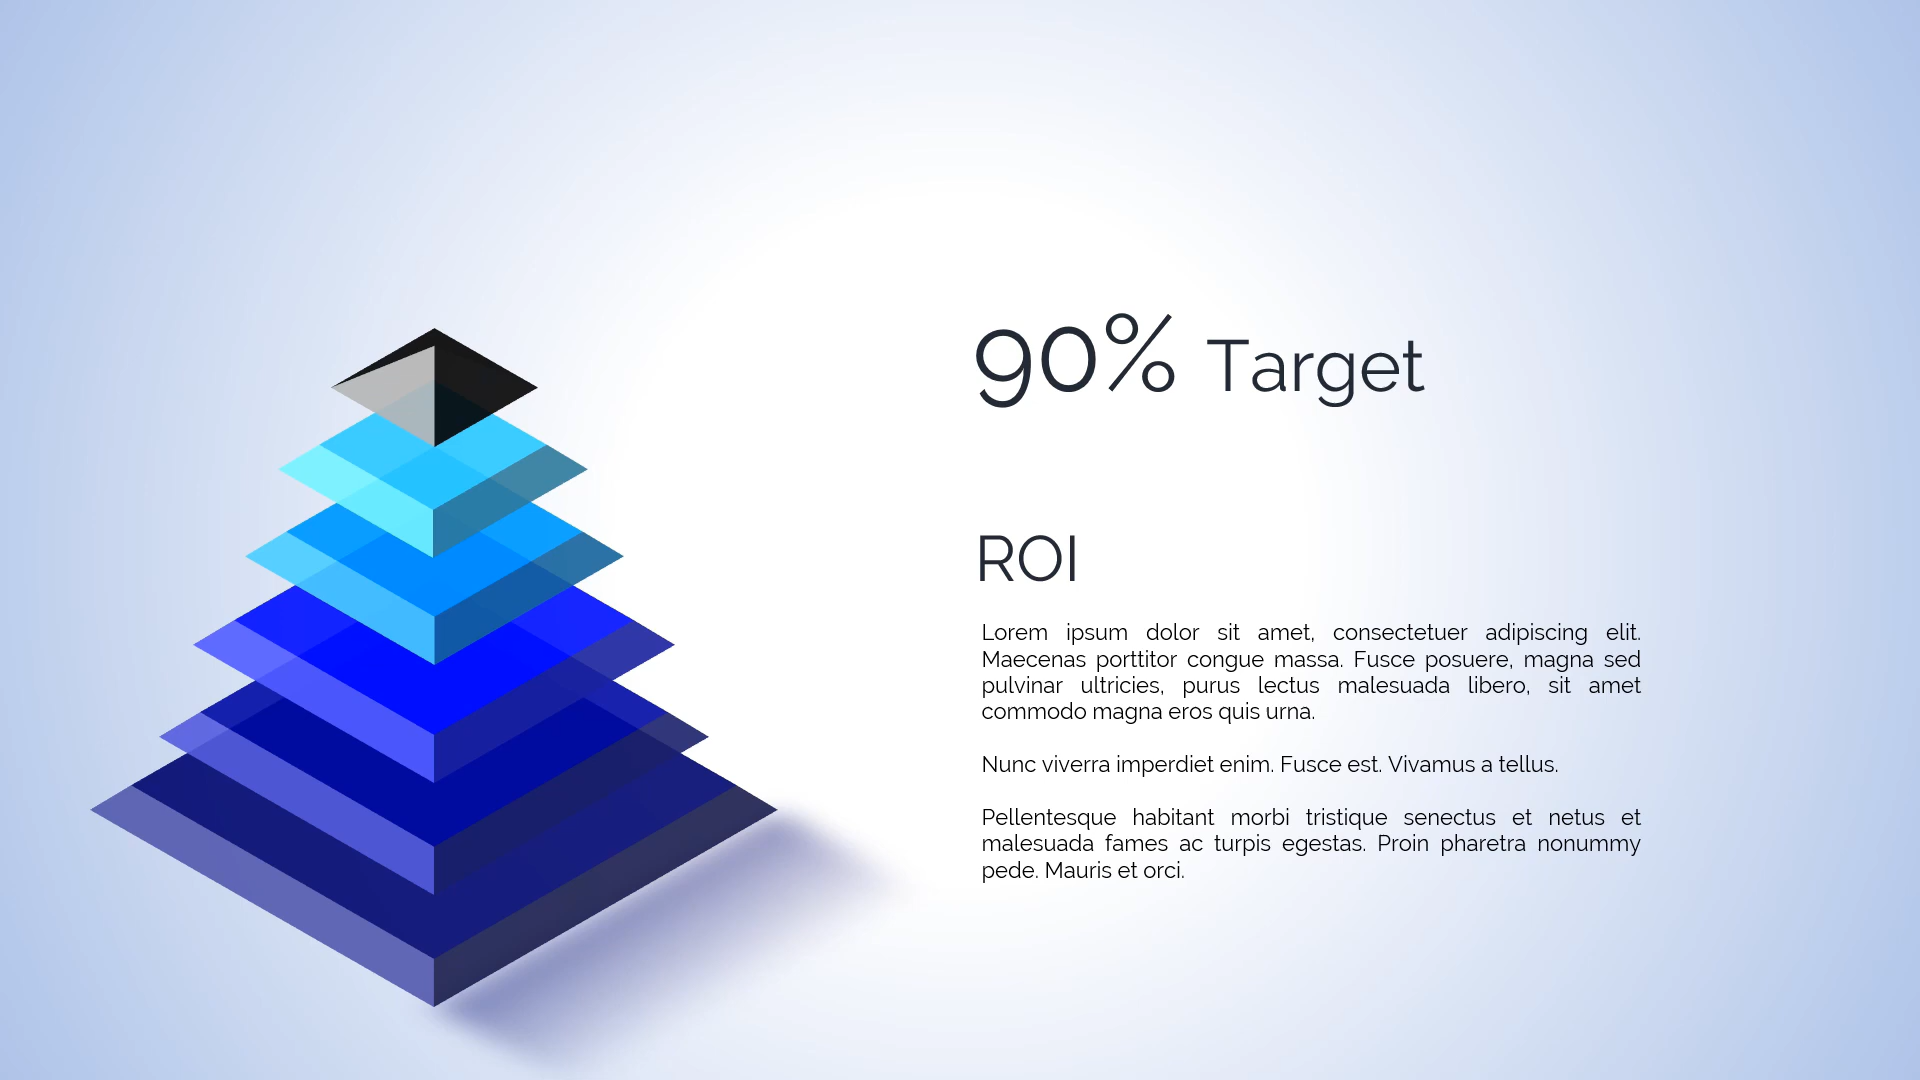 90% Target
ROI
Lorem ipsum dolor sit amet, consectetuer adipiscing elit.
Maecenas porttitor congue massa. Fusce posuere, magna sed
pulvinar ultricies, purus lectus malesuada libero, sit amet
commodo magna eros quis urna.
Nunc viverra imperdiet enim. Fusce est. Vivamus a tellus.
Pellentesque habitant morbi tristique senectus et netus et
malesuada fames ac turpis egestas. Proin pharetra nonummy
pede. Mauris et orci.